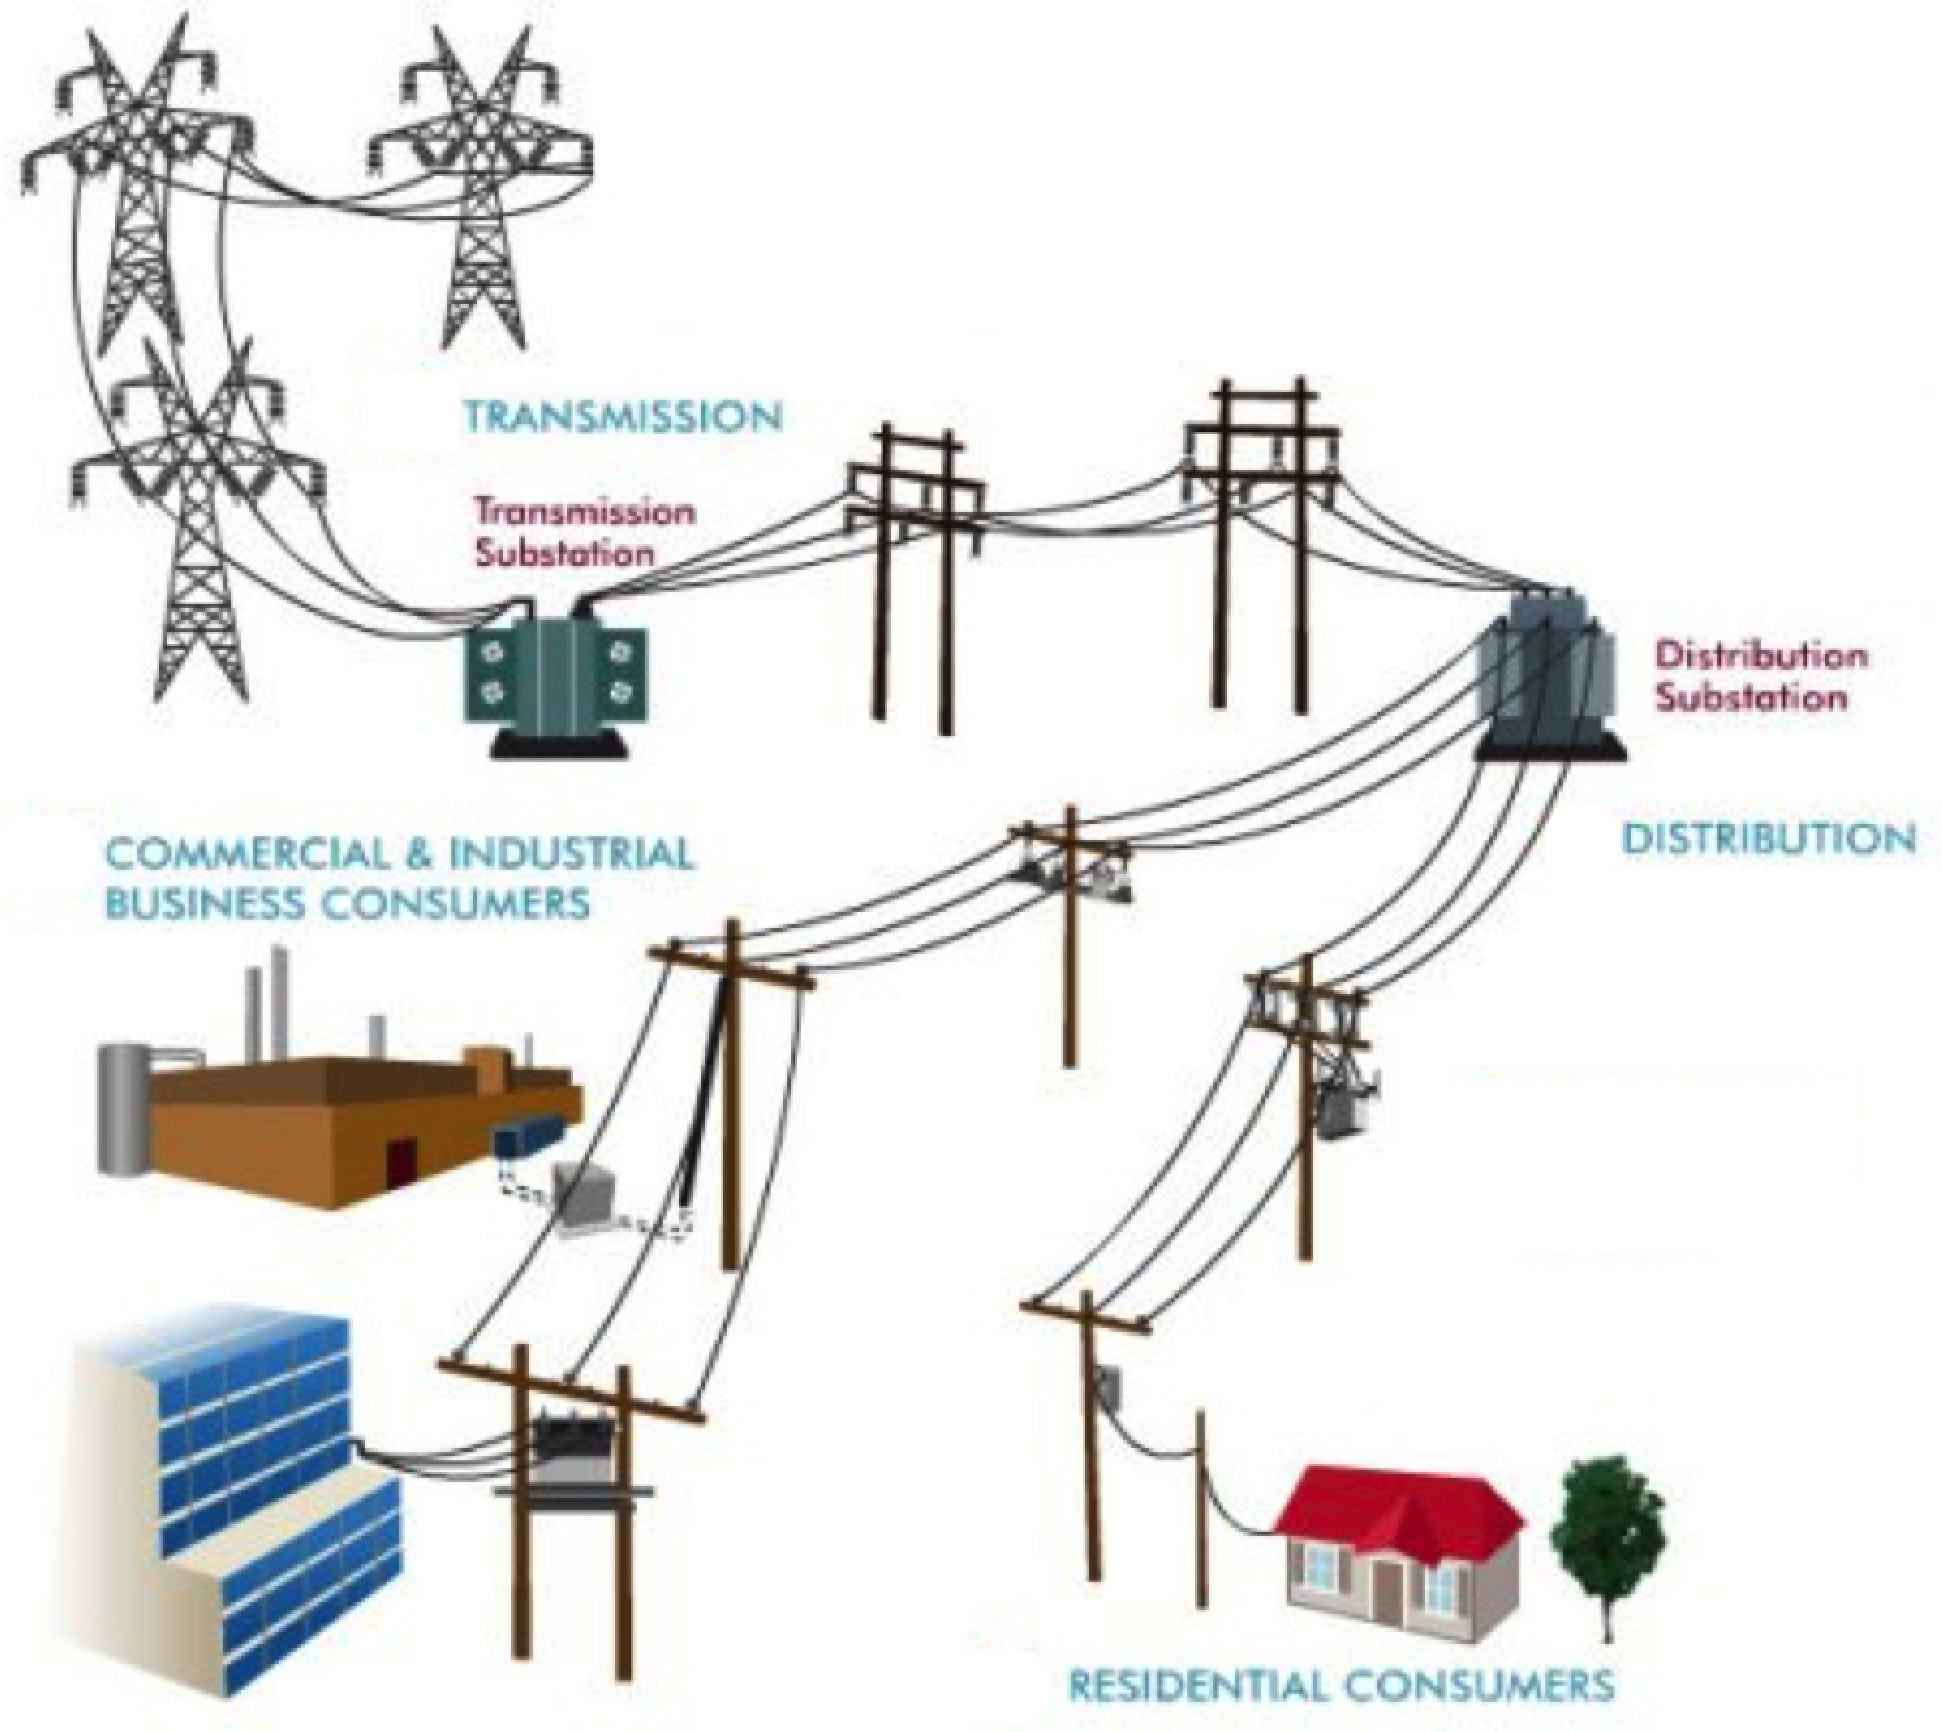 TRANSMISSION
Transmission
Substation
Distribution
Substation
DISTRIBUTION
COMMERCIAL & INDUSTRIAL
BUSINESS CONSUMERS
RESIDENTIAL CONSUMERS